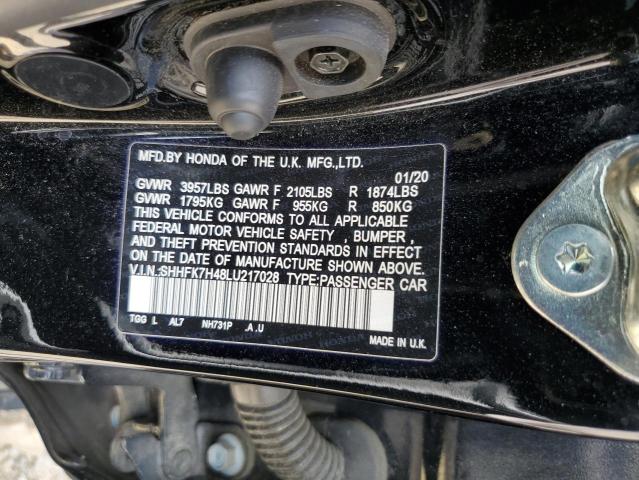 MFD.BY HONDA OF THE U.K. MFG.,LTD.
01/20
GVWR 3957LBS GAWR F 2105LBS R 1874LBS
GVWR 1795KG GAWR F 955KG R 850KG
THIS VEHICLE CONFORMS TO ALL APPLICABLE
FEDERAL MOTOR VEHICLE SAFETY , BUMPER ,
AND THEFT PREVENTION STANDARDS IN EFFECT
ON THE DATE OF MANUFACTURE SHOWN ABOVE.
V.I.N.:SHHFK7H48LU217028 TYPE:PASSENGER CAR
TGG L AL7 NH731P .A .U
MADE IN U.K.